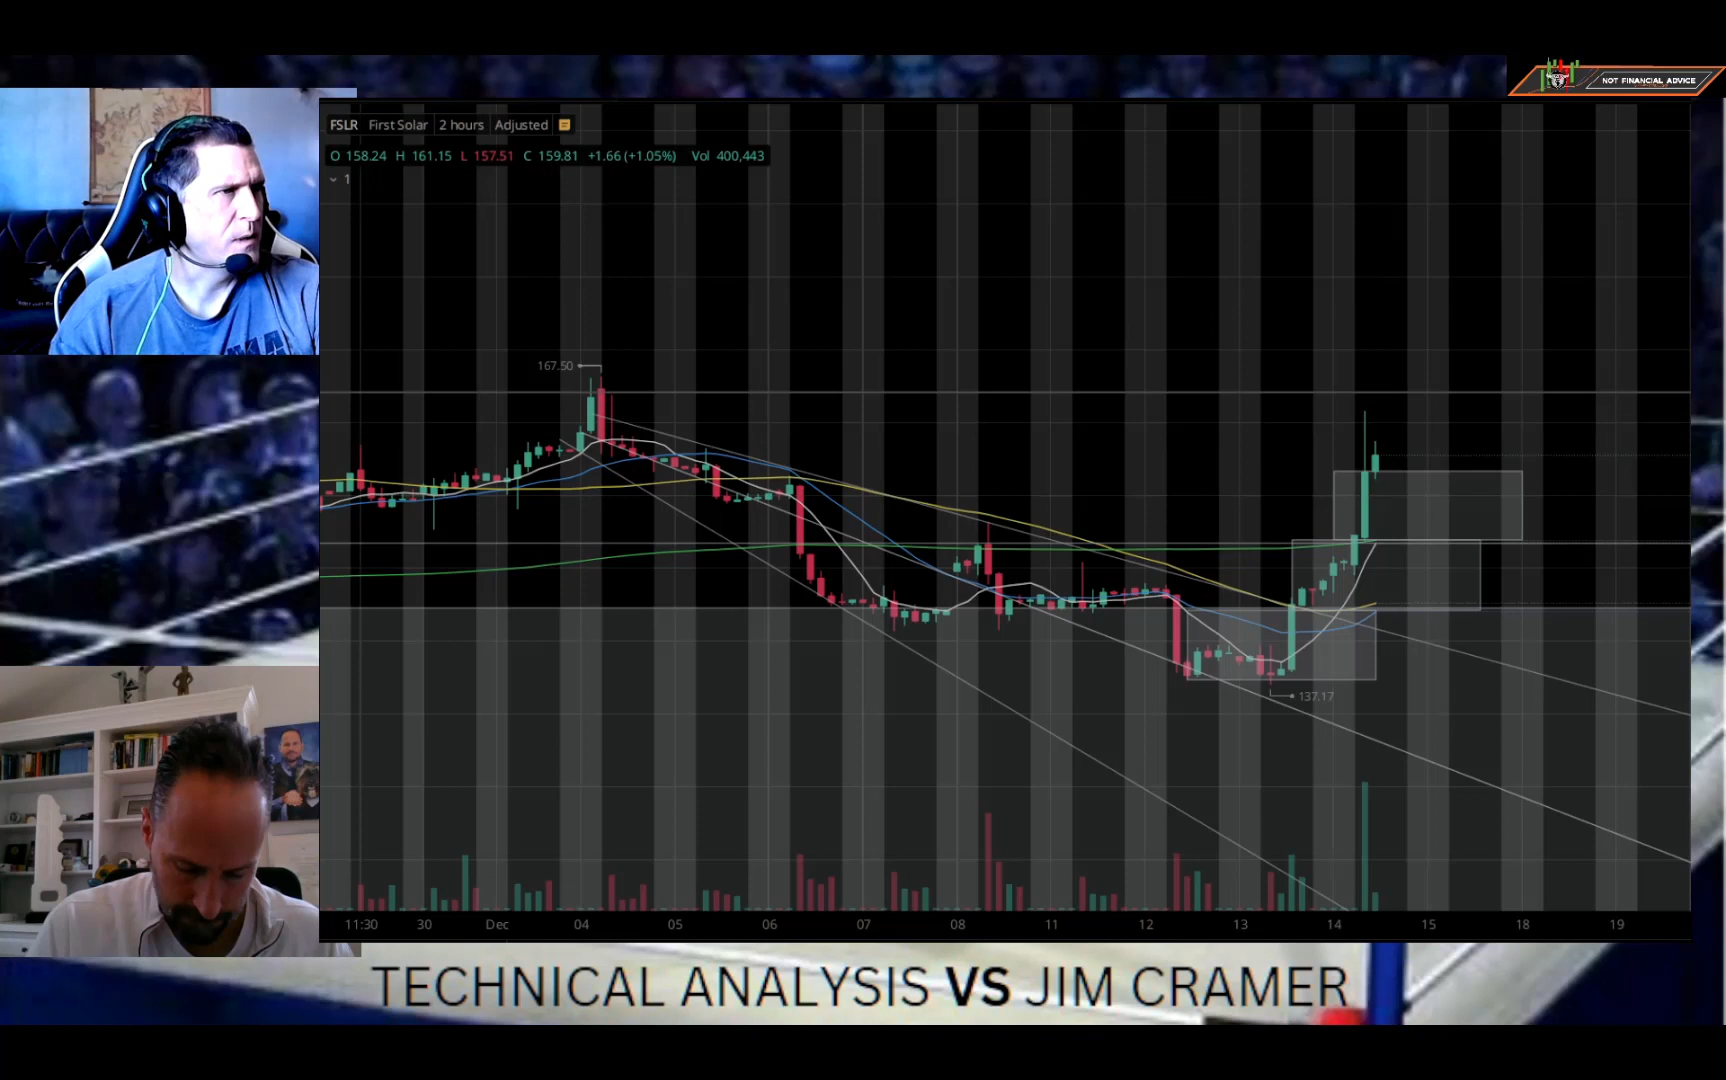 NOT FINANCIAL ADVICE
FSLR First Solar 2 hours Adjusted
O 158.24 H 161.15 L 157.51 C 159.81 +1.66 (+1.05%) Vol 400,443
1
167.50
137.17
11:30 30 Dec 04 05 06 07 08 11 12 13 14 15 18 19
TECHNICAL ANALYSIS VS JIM CRAMER